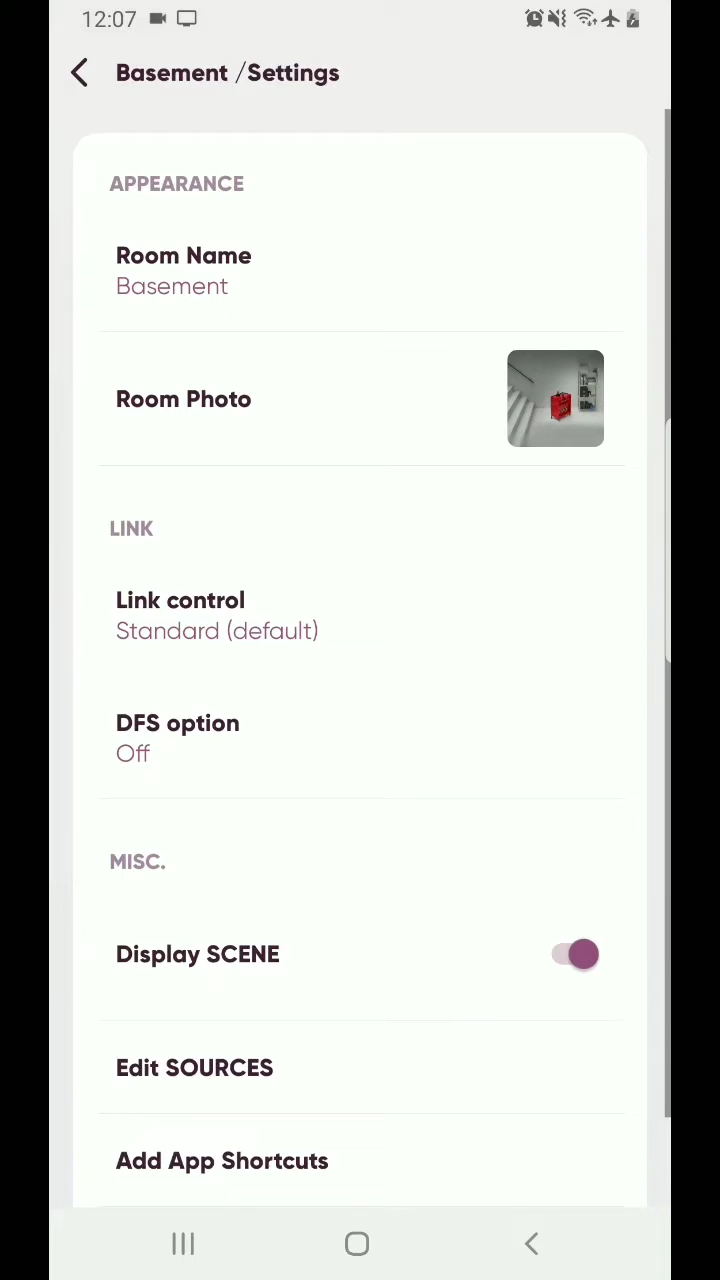 12:07
Basement /Settings
APPEARANCE
Room Name
Basement
Room Photo
LINK
Link control
Standard (default)
DFS option
Off
MISC.
Display SCENE
Edit SOURCES
Add App Shortcuts